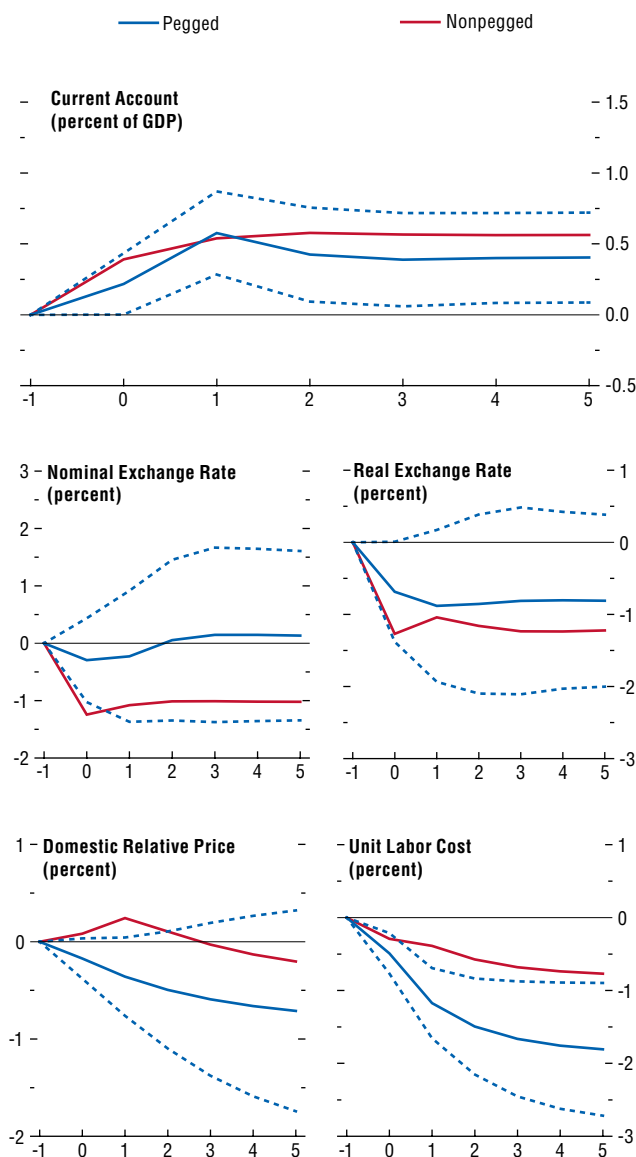 Pegged
Nonpegged
Current Account
(percent of GDP)
1.5
1.0
0.5
0.0
-0.5
-1 0 1 2 3 4 5
Nominal Exchange Rate
(percent)
3
2
1
0
-1
-2
-1 0 1 2 3 4 5
Real Exchange Rate
(percent)
1
0
-1
-2
-3
-1 0 1 2 3 4 5
Domestic Relative Price
(percent)
1
0
-1
-2
-1 0 1 2 3 4 5
Unit Labor Cost
(percent)
1
0
-1
-2
-3
-1 0 1 2 3 4 5